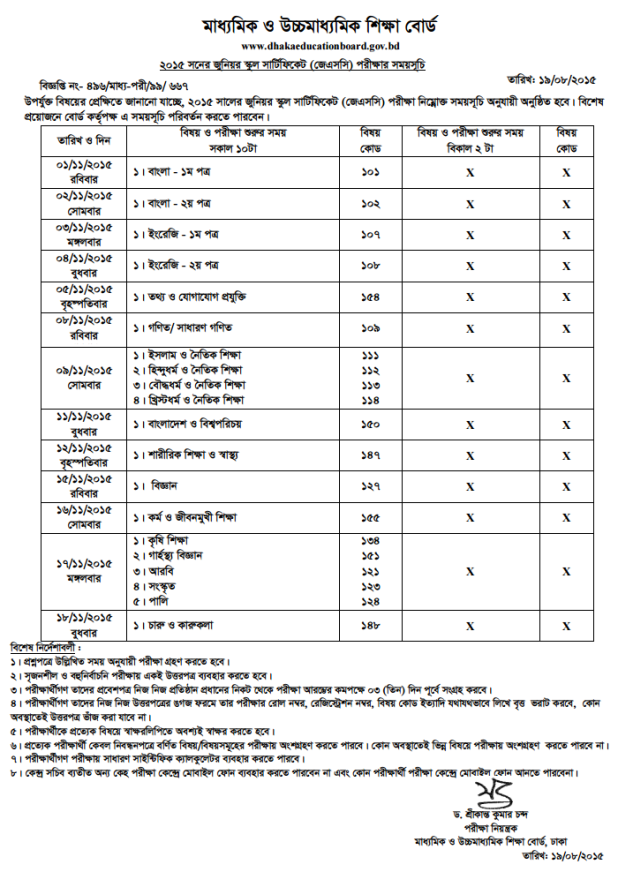 মাধ্যমিক ও উচ্চমাধ্যমিক শিক্ষা বোর্ড
www.dhakaeducationboard.gov.bd
২০১৫ সনের জুনিয়র স্কুল সার্টিফিকেট (জেএসসি) পরীক্ষার সময়সূচি
বিজ্ঞপ্তি নং- ৪৯৬/মাধ্য-পরী/৯৯/ ৬৬৭ তারিখ: ১৯/০৮/২০১৫
উপর্যুক্ত বিষয়ের প্রেক্ষিতে জানানো যাচ্ছে, ২০১৫ সালের জুনিয়র স্কুল সার্টিফিকেট (জেএসসি) পরীক্ষা নিম্নোক্ত সময়সূচি অনুযায়ী অনুষ্ঠিত হবে। বিশেষ
প্রয়োজনে বোর্ড কর্তৃপক্ষ এ সময়সূচি পরিবর্তন করতে পারবেন।
তারিখ ও দিন বিষয় ও পরীক্ষা শুরুর সময় বিষয় বিষয় ও পরীক্ষা শুরুর সময় বিষয়
সকাল ১০টা কোড বিকাল ২ টা কোড
০১/১১/২০১৫
রবিবার ১। বাংলা - ১ম পত্র ১০১ X X
০২/১১/২০১৫
সোমবার ১। বাংলা - ২য় পত্র ১০২ X X
০৩/১১/২০১৫
মঙ্গলবার ১। ইংরেজি - ১ম পত্র ১০৭ X X
০৪/১১/২০১৫
বুধবার ১। ইংরেজি - ২য় পত্র ১০৮ X X
০৫/১১/২০১৫
বৃহস্পতিবার ১। তথ্য ও যোগাযোগ প্রযুক্তি ১৫৪ X X
০৮/১১/২০১৫
রবিবার ১। গণিত/ সাধারণ গণিত ১০৯ X X
০৯/১১/২০১৫
সোমবার
১। ইসলাম ও নৈতিক শিক্ষা ১১১
২। হিন্দুধর্ম ও নৈতিক শিক্ষা ১১২
৩। বৌদ্ধধর্ম ও নৈতিক শিক্ষা ১১৩
৪। খ্রিস্টধর্ম ও নৈতিক শিক্ষা ১১৪
X X
১১/১১/২০১৫
বুধবার ১। বাংলাদেশ ও বিশ্বপরিচয় ১৫০ X X
১২/১১/২০১৫
বৃহস্পতিবার ১। শারীরিক শিক্ষা ও স্বাস্থ্য ১৪৭ X X
১৫/১১/২০১৫
রবিবার ১। বিজ্ঞান ১২৭ X X
১৬/১১/২০১৫
সোমবার ১। কর্ম ও জীবনমুখী শিক্ষা ১৫৫ X X
১৭/১১/২০১৫
মঙ্গলবার
১। কৃষি শিক্ষা ১৩৪
২। গার্হস্থ্য বিজ্ঞান ১৫১
৩। আরবি ১২১
৪। সংস্কৃত ১২৩
৫। পালি ১২৪
X X
১৮/১১/২০১৫
বুধবার ১। চারু ও কারুকলা ১৪৮ X X
বিশেষ নির্দেশাবলী :
১। প্রশ্নপত্রে উল্লিখিত সময় অনুযায়ী পরীক্ষা গ্রহণ করতে হবে।
২। সৃজনশীল ও বহুনির্বাচনি পরীক্ষায় একই উত্তরপত্র ব্যবহার করতে হবে।
৩। পরীক্ষার্থীগণ তাদের প্রবেশপত্র নিজ নিজ প্রতিষ্ঠান প্রধানের নিকট থেকে পরীক্ষা আরম্ভের কমপক্ষে ০৩ (তিন) দিন পূর্বে সংগ্রহ করবে।
৪। পরীক্ষার্থীগণ তাদের নিজ নিজ উত্তরপত্রের ঙগজ ফরমে তার পরীক্ষার রোল নম্বর, রেজিস্ট্রেশন নম্বর, বিষয় কোড ইত্যাদি যথাযথভাবে লিখে বৃত্ত ভরাট করবে, কোন
অবস্থাতেই উত্তরপত্র ভাঁজ করা যাবে না।
৫। পরীক্ষার্থীকে প্রত্যেক বিষয়ে স্বাক্ষরলিপিতে অবশ্যই স্বাক্ষর করতে হবে।
৬। প্রত্যেক পরীক্ষার্থী কেবল নিবন্ধনপত্রে বর্ণিত বিষয়/বিষয়সমূহের পরীক্ষায় অংশগ্রহণ করতে পারবে। কোন অবস্থাতেই ভিন্ন বিষয়ে পরীক্ষায় অংশগ্রহণ করতে পারবে না।
৭। পরীক্ষার্থীগণ পরীক্ষায় সাধারণ সাইন্টিফিক ক্যালকুলেটর ব্যবহার করতে পারবে।
৮। কেন্দ্র সচিব ব্যতীত অন্য কেহ পরীক্ষা কেন্দ্রে মোবাইল ফোন ব্যবহার করতে পারবেন না এবং কোন পরীক্ষার্থী পরীক্ষা কেন্দ্রে মোবাইল ফোন আনতে পারবেনা।
ড. শ্রীকান্ত কুমার চন্দ
পরীক্ষা নিয়ন্ত্রক
মাধ্যমিক ও উচ্চমাধ্যমিক শিক্ষা বোর্ড, ঢাকা
তারিখ: ১৯/০৮/২০১৫